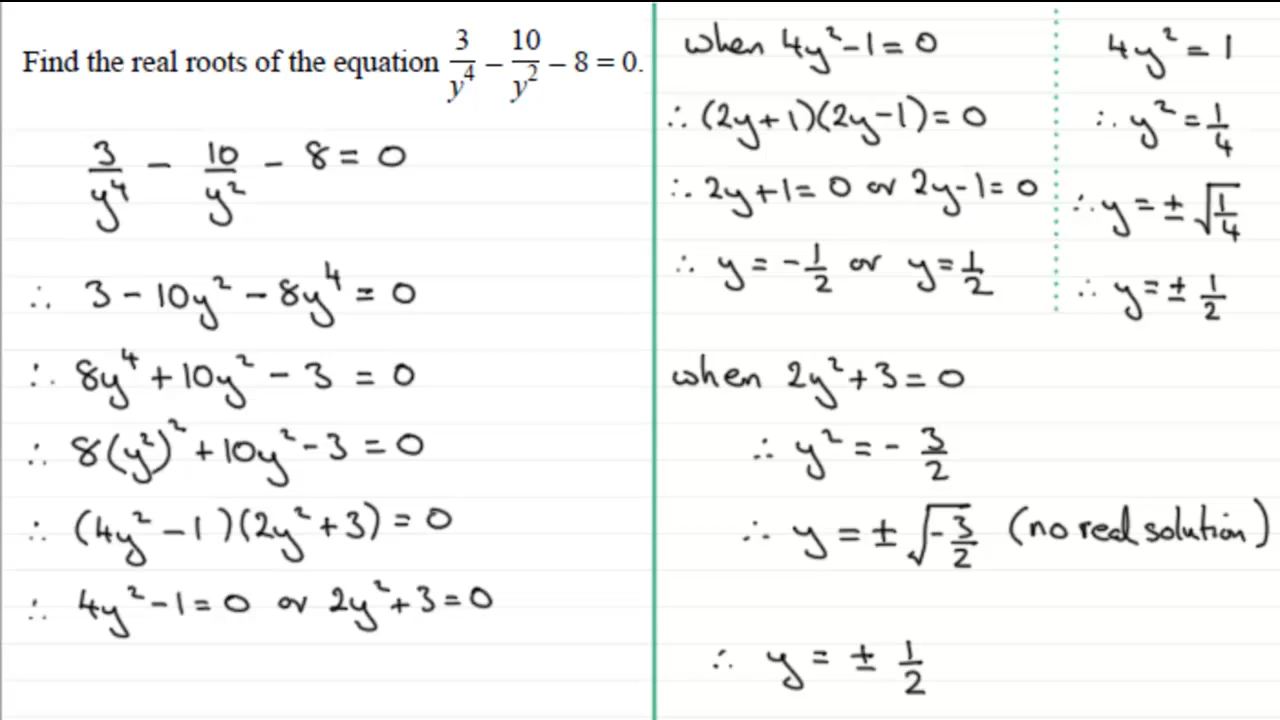 Find the real roots of the equation 3/y⁴ − 10/y² − 8 = 0.
3/y⁴ − 10/y² − 8 = 0
∴ 3 − 10y² − 8y⁴ = 0
∴ 8y⁴ + 10y² − 3 = 0
∴ 8(y²)² + 10y² − 3 = 0
∴ (4y² − 1)(2y² + 3) = 0
∴ 4y² − 1 = 0 or 2y² + 3 = 0
when 4y² − 1 = 0
∴ (2y + 1)(2y − 1) = 0
∴ 2y + 1 = 0 or 2y − 1 = 0
∴ y = −1/2 or y = 1/2
4y² = 1
∴ y² = 1/4
∴ y = ± √(1/4)
∴ y = ± 1/2
when 2y² + 3 = 0
∴ y² = − 3/2
∴ y = ± √(−3/2) (no real solution)
∴ y = ± 1/2